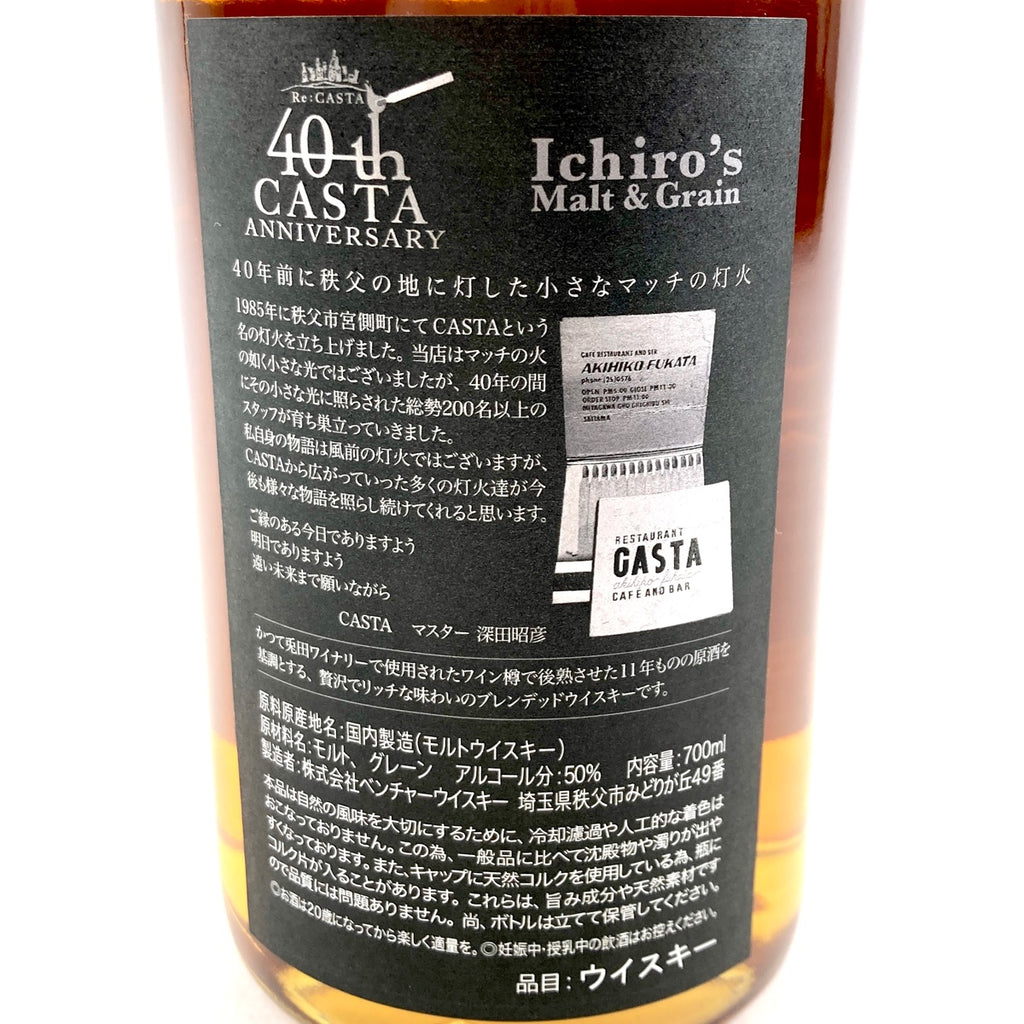 Re:CASTA
40th
CASTA
ANNIVERSARY
Ichiro's
Malt & Grain
40年前に秩父の地に灯した小さなマッチの灯火
1985年に秩父市宮側町にてCASTAという
名の灯火を立ち上げました。当店はマッチの火
の如く小さな光ではございましたが、40年の間
にその小さな光に照らされた総勢200名以上の
スタッフが育ち巣立っていきました。
私自身の物語は風前の灯火ではございますが、
CASTAから広がっていった多くの灯火達が今
後も様々な物語を照らし続けてくれると思います。
ご縁のある今日でありますよう
明日でありますよう
遠い未来まで願いながら
CASTA マスター 深田昭彦
CAFE RESTAURANT AND BER
AKIHIKO FUKATA
OPEN PM5:00 CLOSE PM11:30
ORDER STOP PM11:00
MIYAGAWA CHO CHICHIBU SHI
SAITAMA
RESTAURANT
CASTA
CAFE AND BAR
かつて兎田ワイナリーで使用されたワイン樽で後熟させた11年ものの原酒を
基調とする、贅沢でリッチな味わいのブレンデッドウイスキーです。
原料原産地名:国内製造(モルトウイスキー)
原材料名:モルト、グレーン アルコール分:50% 内容量:700ml
製造者:株式会社ベンチャーウイスキー 埼玉県秩父市みどりが丘49番
本品は自然の風味を大切にするために、冷却濾過や人工的な着色は
おこなっておりません。この為、一般品に比べて沈殿物や濁りが出や
すくなっております。また、キャップに天然コルクを使用している為、瓶に
コルク片が入ることがあります。これらは、旨み成分や天然素材です
ので品質には問題ありません。尚、ボトルは立てて保管してください。
◎お酒は20歳になってから楽しく適量を。◎妊娠中・授乳中の飲酒はお控えください。
品目:ウイスキー